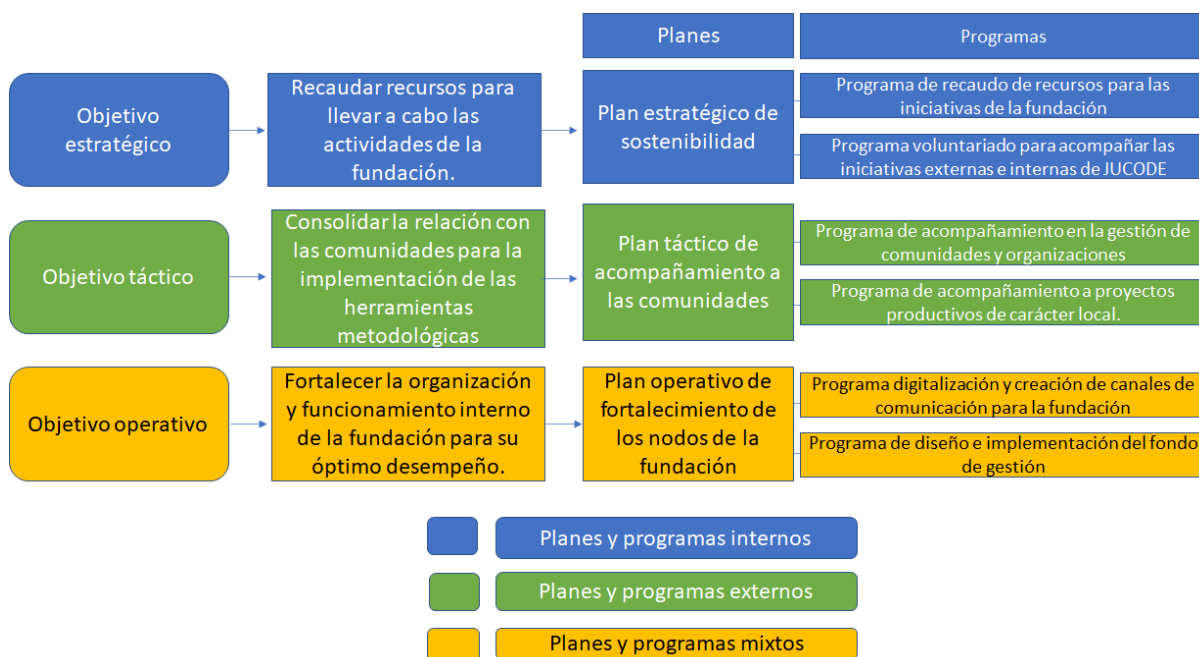 Planes
Programas
Objetivo
estratégico
Recaudar recursos para
llevar a cabo las
actividades de la
fundación.
Plan estratégico de
sostenibilidad
Programa de recaudo de recursos para las
iniciativas de la fundación
Programa voluntariado para acompañar las
iniciativas externas e internas de JUCODE
Objetivo táctico
Consolidar la relación con
las comunidades para la
implementación de las
herramientas
metodológicas
Plan táctico de
acompañamiento a
las comunidades
Programa de acompañamiento en la gestión de
comunidades y organizaciones
Programa de acompañamiento a proyectos
productivos de carácter local.
Objetivo operativo
Fortalecer la organización
y funcionamiento interno
de la fundación para su
óptimo desempeño.
Plan operativo de
fortalecimiento de
los nodos de la
fundación
Programa digitalización y creación de canales de
comunicación para la fundación
Programa de diseño e implementación del fondo
de gestión
Planes y programas internos
Planes y programas externos
Planes y programas mixtos